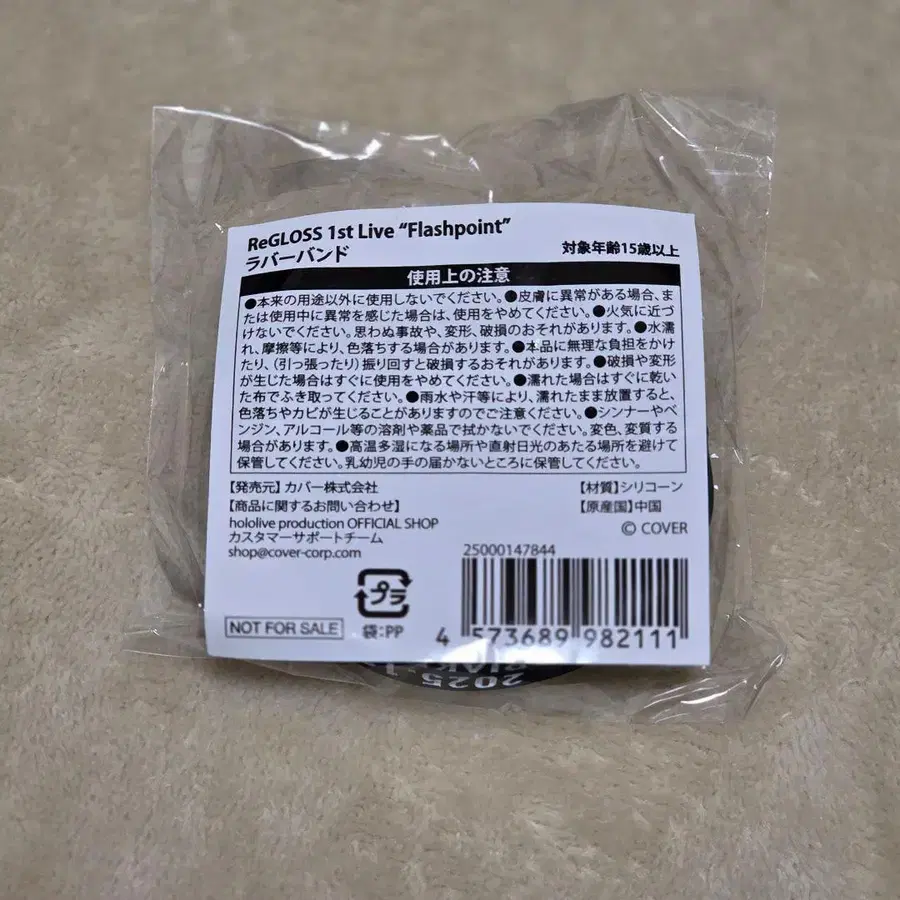 ReGLOSS 1st Live “Flashpoint”
ラバーバンド
対象年齢15歳以上
使用上の注意
●本来の用途以外に使用しないでください。●皮膚に異常がある場合、ま
たは使用中に異常を感じた場合は、使用をやめてください。●火気に近づ
けないでください。思わぬ事故や、変形、破損のおそれがあります。●水濡
れ、摩擦等により、色落ちする場合があります。●本品に無理な負担をかけ
たり、（引っ張ったり）振り回すと破損するおそれがあります。●破損や変形
が生じた場合はすぐに使用をやめてください。●濡れた場合はすぐに乾い
た布でふき取ってください。●雨水や汗等により、濡れたまま放置すると、
色落ちやカビが生じることがありますのでご注意ください。●シンナーやベ
ンジン、アルコール等の溶剤や薬品で拭かないでください。変色、変質する
場合があります。●高温多湿になる場所や直射日光のあたる場所を避けて
保管してください。乳幼児の手の届かないところに保管してください。
【発売元】カバー株式会社
【商品に関するお問い合わせ】
hololive production OFFICIAL SHOP
カスタマーサポートチーム
shop@cover-corp.com
【材質】シリコーン
【原産国】中国
© COVER
25000147844
プラ
NOT FOR SALE
袋:PP
4 573689 982111
2025